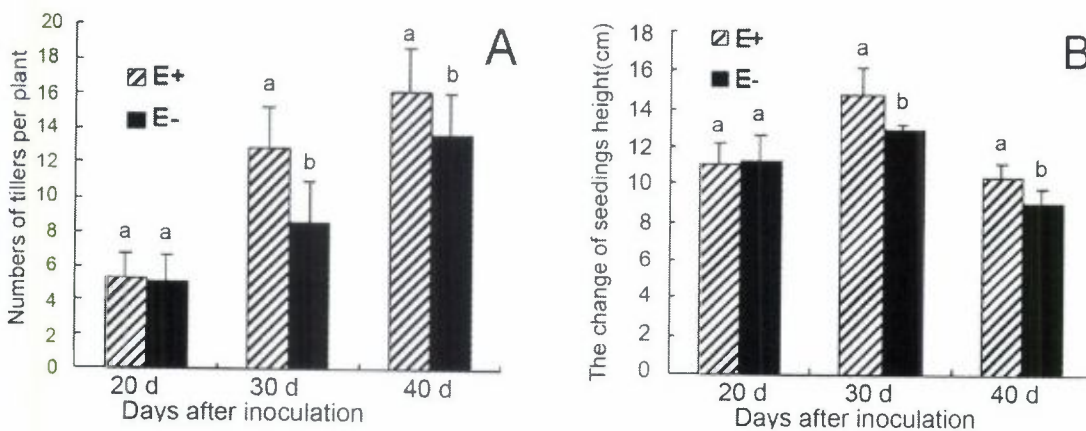 A
Numbers of tillers per plant
20
18
16
14
12
10
8
6
4
2
0
E+
E-
a
a
a
b
a
b
20 d
30 d
40 d
Days after inoculation
B
The change of seedings height(cm)
18
16
14
12
10
8
6
4
2
0
E+
E-
a
a
a
b
a
b
20 d
30 d
40 d
Days after inoculation